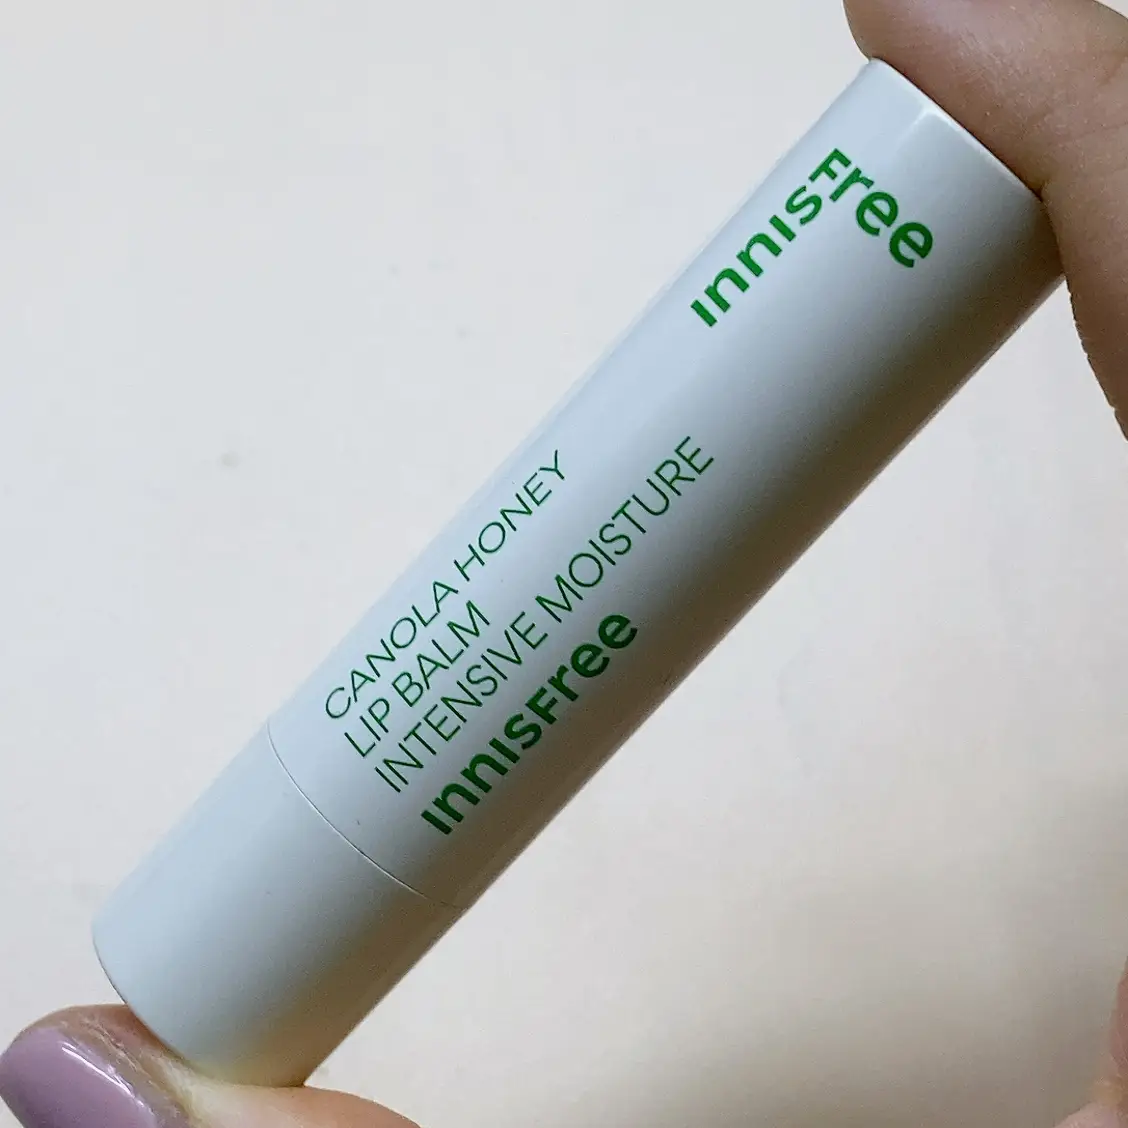 INNISFree
CANOLA HONEY
LIP BALM
INTENSIVE MOISTURE
INNISFree